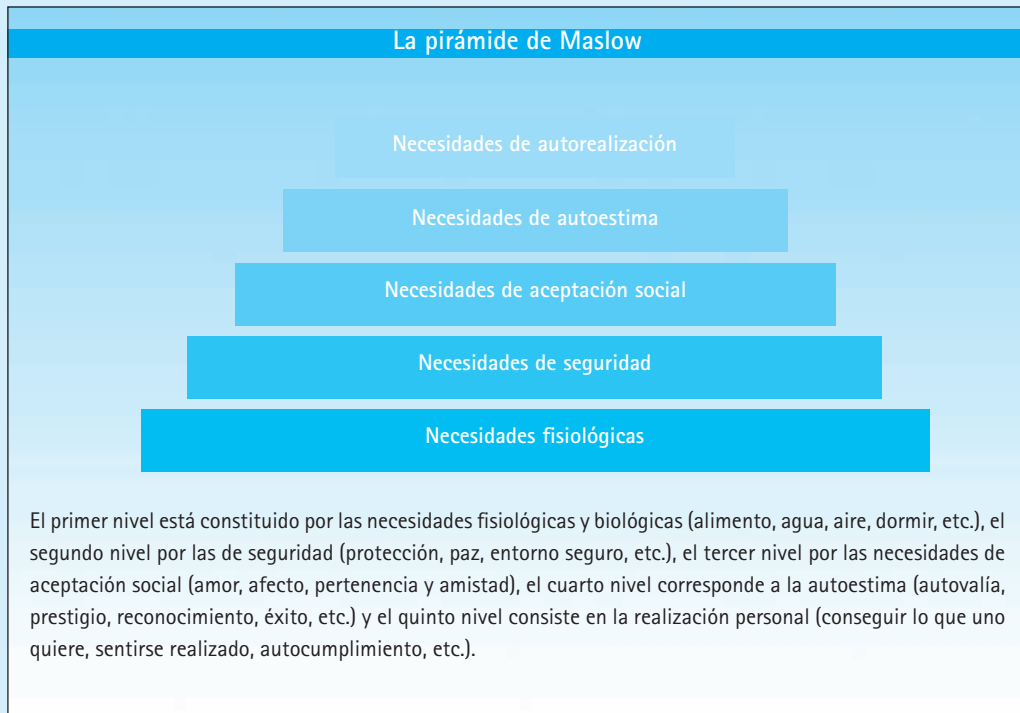 La pirámide de Maslow
Necesidades de autorealización
Necesidades de autoestima
Necesidades de aceptación social
Necesidades de seguridad
Necesidades fisiológicas
El primer nivel está constituido por las necesidades fisiológicas y biológicas (alimento, agua, aire, dormir, etc.), el
segundo nivel por las de seguridad (protección, paz, entorno seguro, etc.), el tercer nivel por las necesidades de
aceptación social (amor, afecto, pertenencia y amistad), el cuarto nivel corresponde a la autoestima (autovalía,
prestigio, reconocimiento, éxito, etc.) y el quinto nivel consiste en la realización personal (conseguir lo que uno
quiere, sentirse realizado, autocumplimiento, etc.).